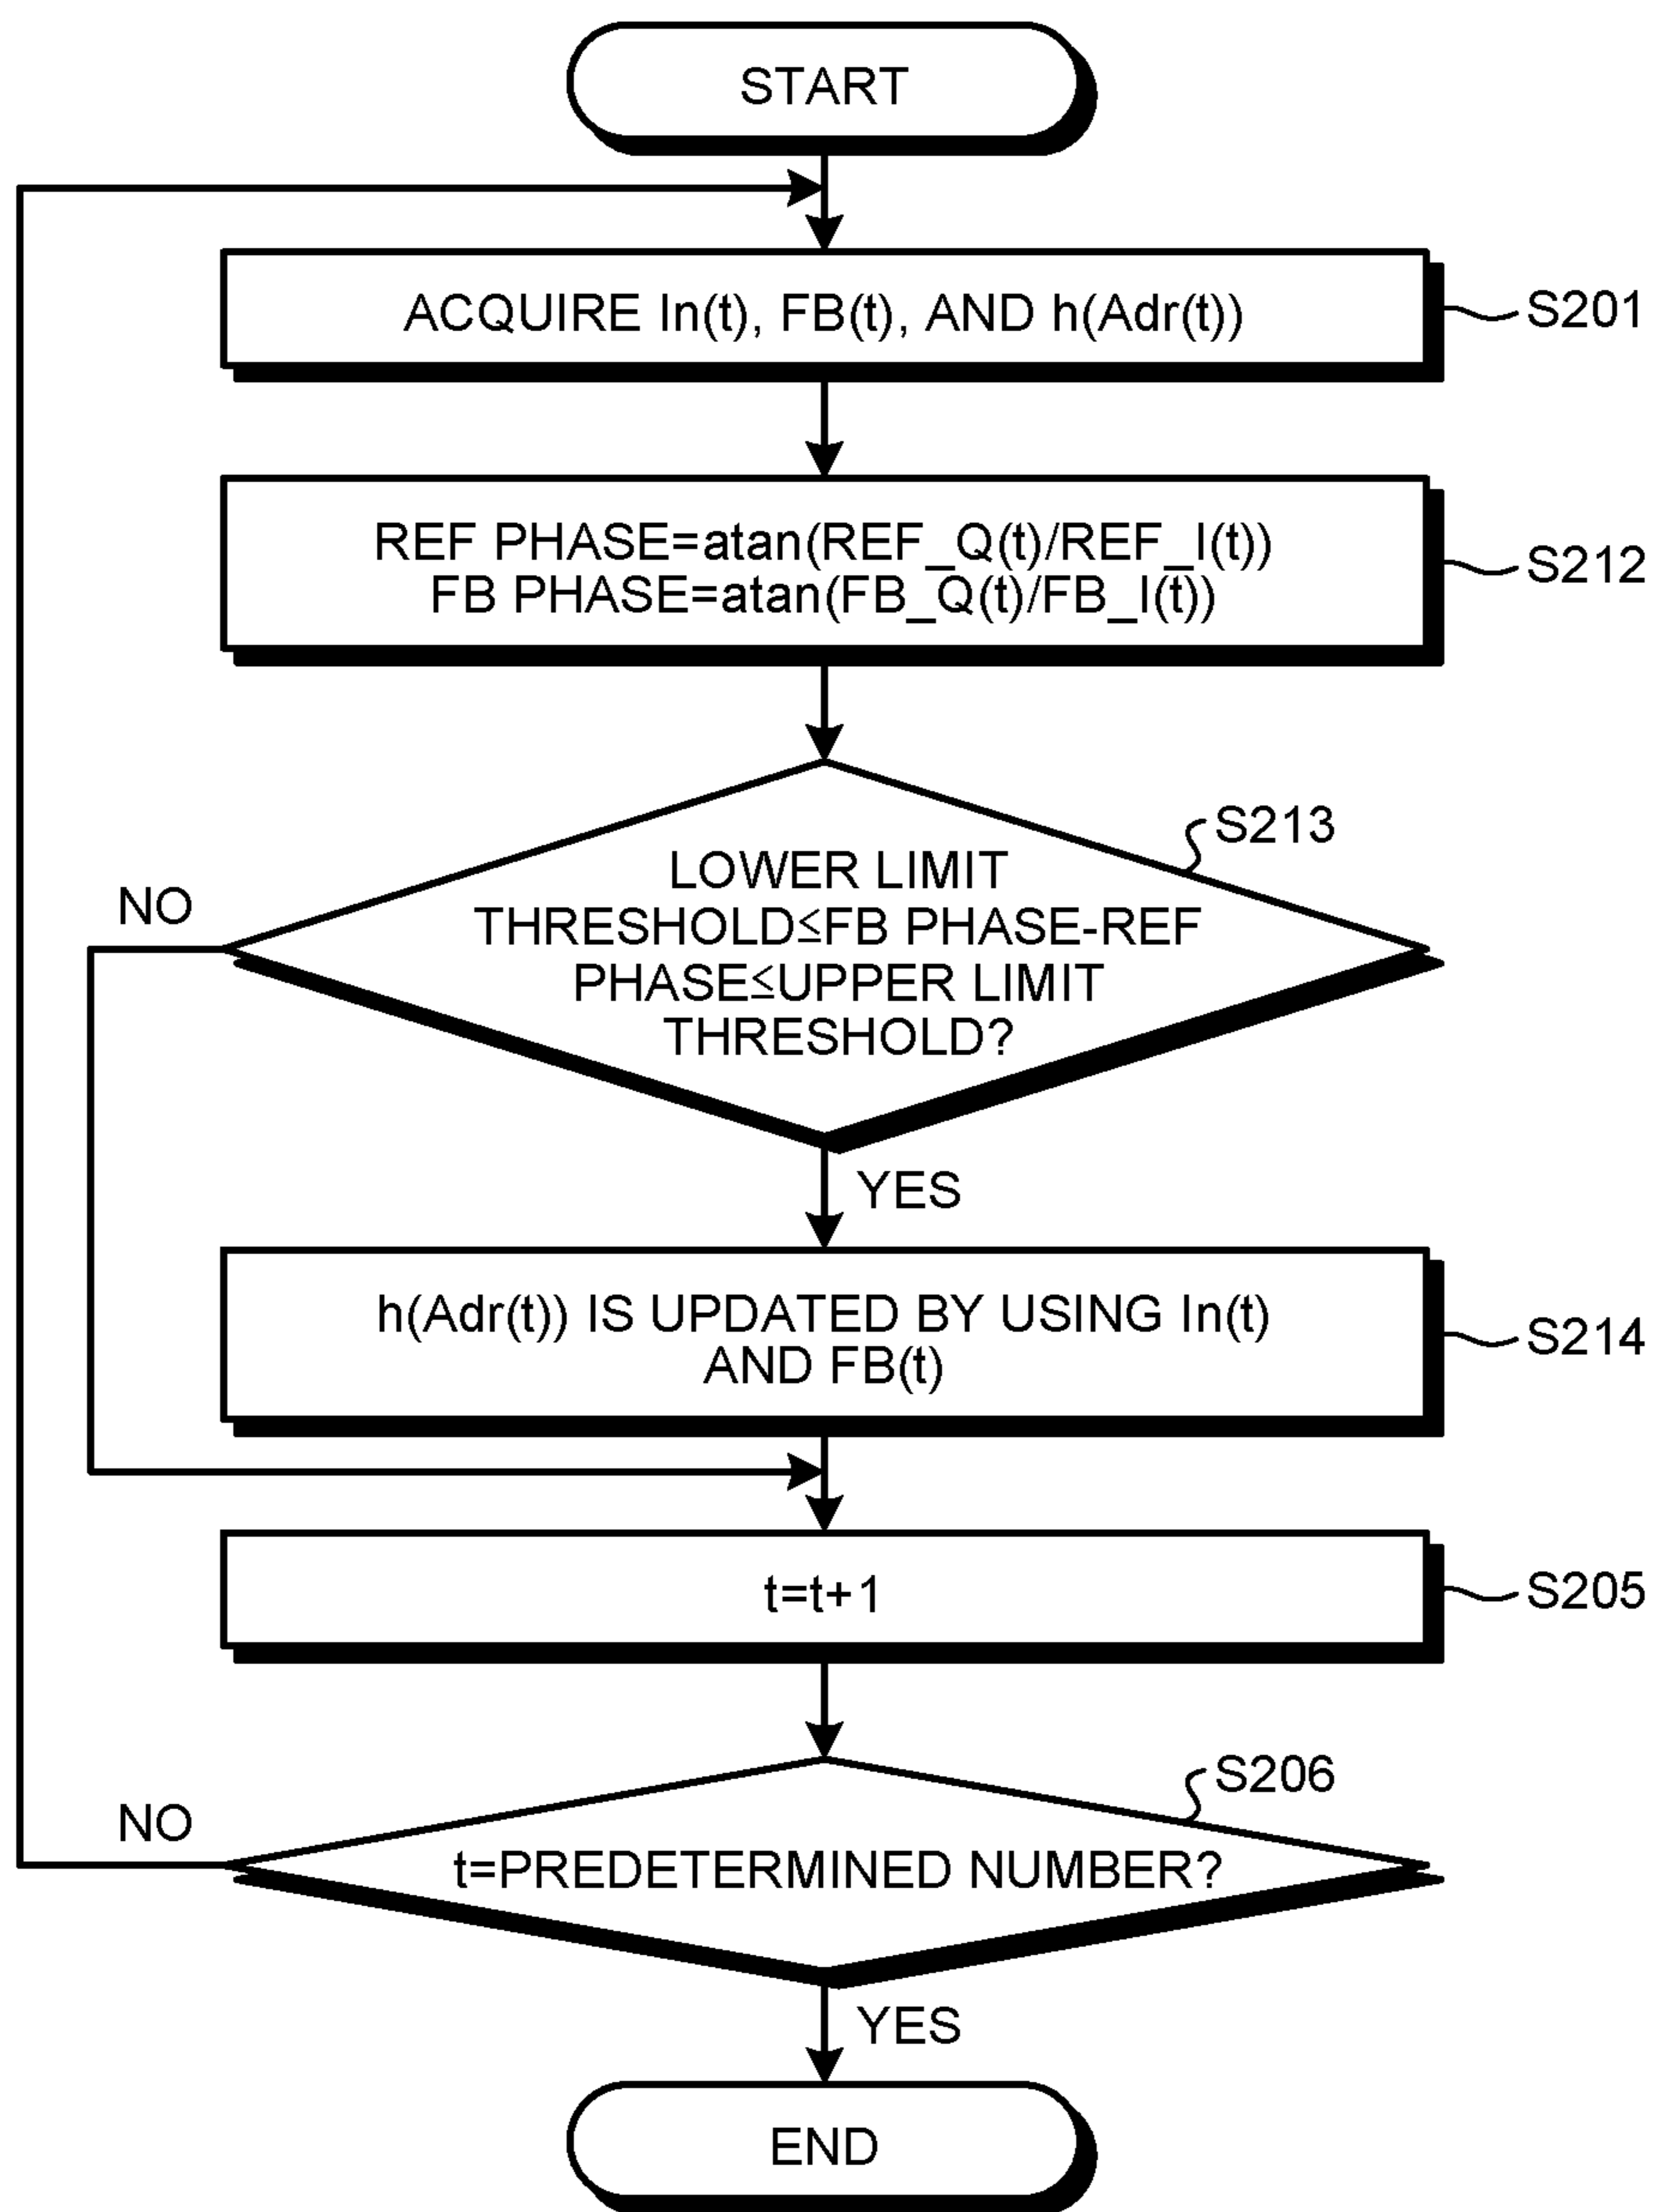 START
ACQUIRE In(t), FB(t), AND h(Adr(t))
S201
REF PHASE=atan(REF_Q(t)/REF_I(t))
FB PHASE=atan(FB_Q(t)/FB_I(t))
S212
S213
LOWER LIMIT
THRESHOLD≦FB PHASE-REF
PHASE≦UPPER LIMIT
THRESHOLD?
NO
YES
h(Adr(t)) IS UPDATED BY USING In(t)
AND FB(t)
S214
t=t+1
S205
S206
t=PREDETERMINED NUMBER?
NO
YES
END